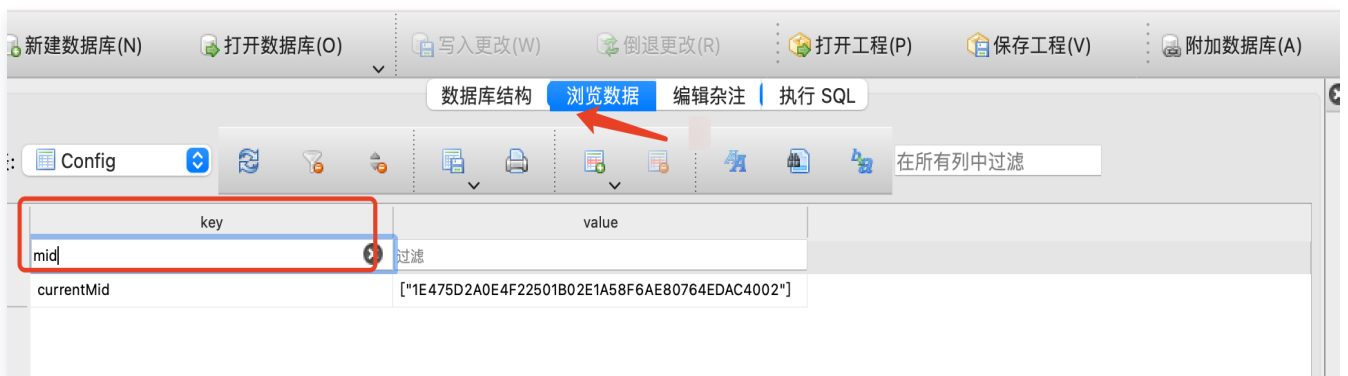 新建数据库(N) 打开数据库(O) 写入更改(W) 倒退更改(R) 打开工程(P) 保存工程(V) 附加数据库(A)
数据库结构 浏览数据 编辑杂注 执行 SQL
Config 在所有列中过滤
key value
mid 过滤
currentMid ["1E475D2A0E4F22501B02E1A58F6AE80764EDAC4002"]